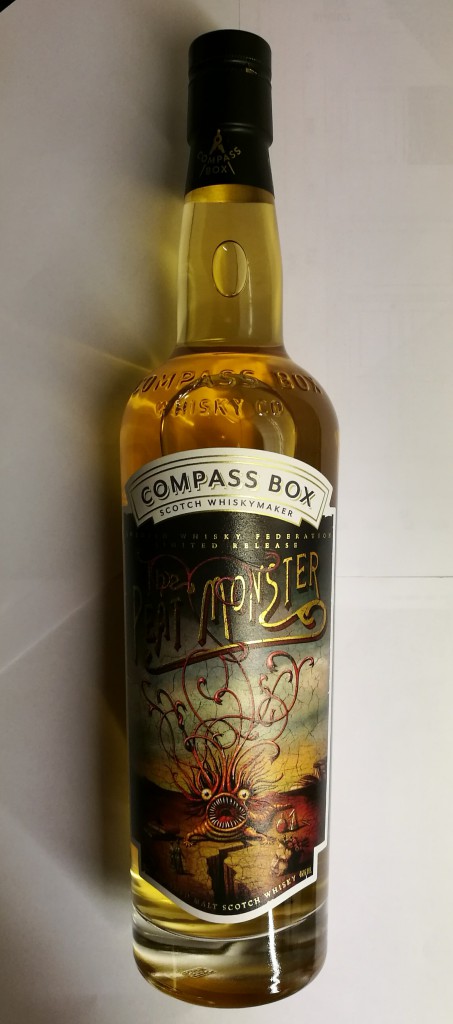 COMPASS
BOX
COMPASS BOX
WHISKY CO
COMPASS BOX
SCOTCH WHISKYMAKER
WHISKY FEDERATION
LIMITED RELEASE
The
PEAT MONSTER
MALT SCOTCH WHISKY